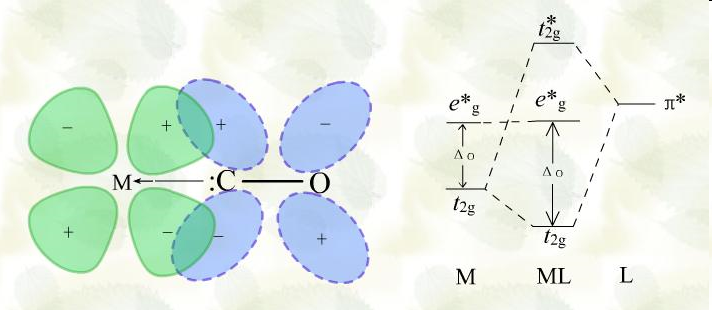 − + + −
M :C O
+ − − +
t*2g
e*g e*g π*
Δo Δo
t2g
t2g
M ML L